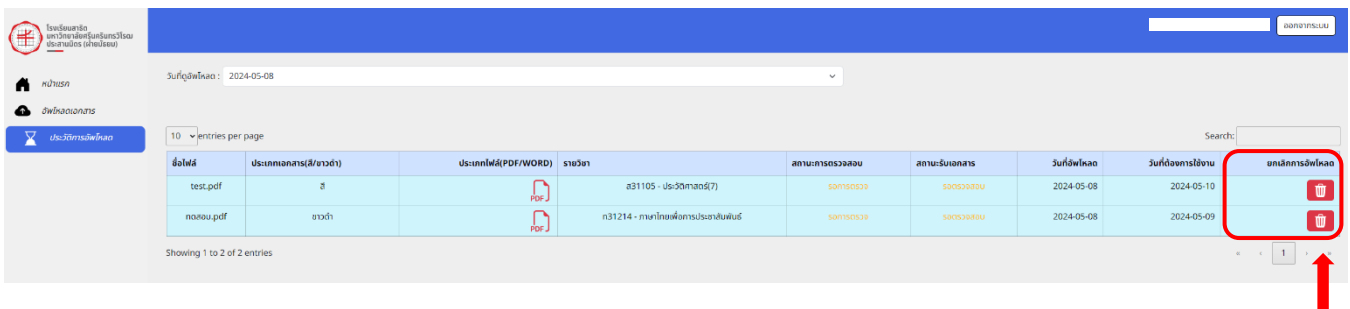 โรงเรียนสาธิต
มหาวิทยาลัยศรีนครินทรวิโรฒ
ประสานมิตร (ฝ่ายมัธยม)
ออกจากระบบ
หน้าแรก
อัพโหลดเอกสาร
ประวัติการอัพโหลด
วันที่อัพโหลด : 2024-05-08
10 entries per page
Search:
ชื่อไฟล์ ประเภทเอกสาร(สี/ขาวดำ) ประเภทไฟล์(PDF/WORD) รายวิชา สถานะการตรวจสอบ สถานะรับเอกสาร วันที่อัพโหลด วันที่ต้องการใช้งาน ยกเลิกการอัพโหลด
test.pdf สี PDF ส31105 - ประวัติศาสตร์(7) รอการตรวจ รอตรวจสอบ 2024-05-08 2024-05-10
ทดสอบ.pdf ขาวดำ PDF ท31214 - ภาษาไทยเพื่อการประชาสัมพันธ์ รอการตรวจ รอตรวจสอบ 2024-05-08 2024-05-09
Showing 1 to 2 of 2 entries
« ‹ 1 › »